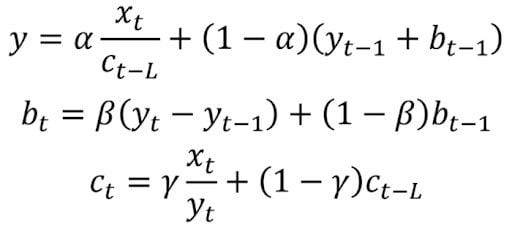 y = α x_t / c_{t−L} + (1 − α)(y_{t−1} + b_{t−1})
b_t = β(y_t − y_{t−1}) + (1 − β)b_{t−1}
c_t = γ x_t / y_t + (1 − γ)c_{t−L}